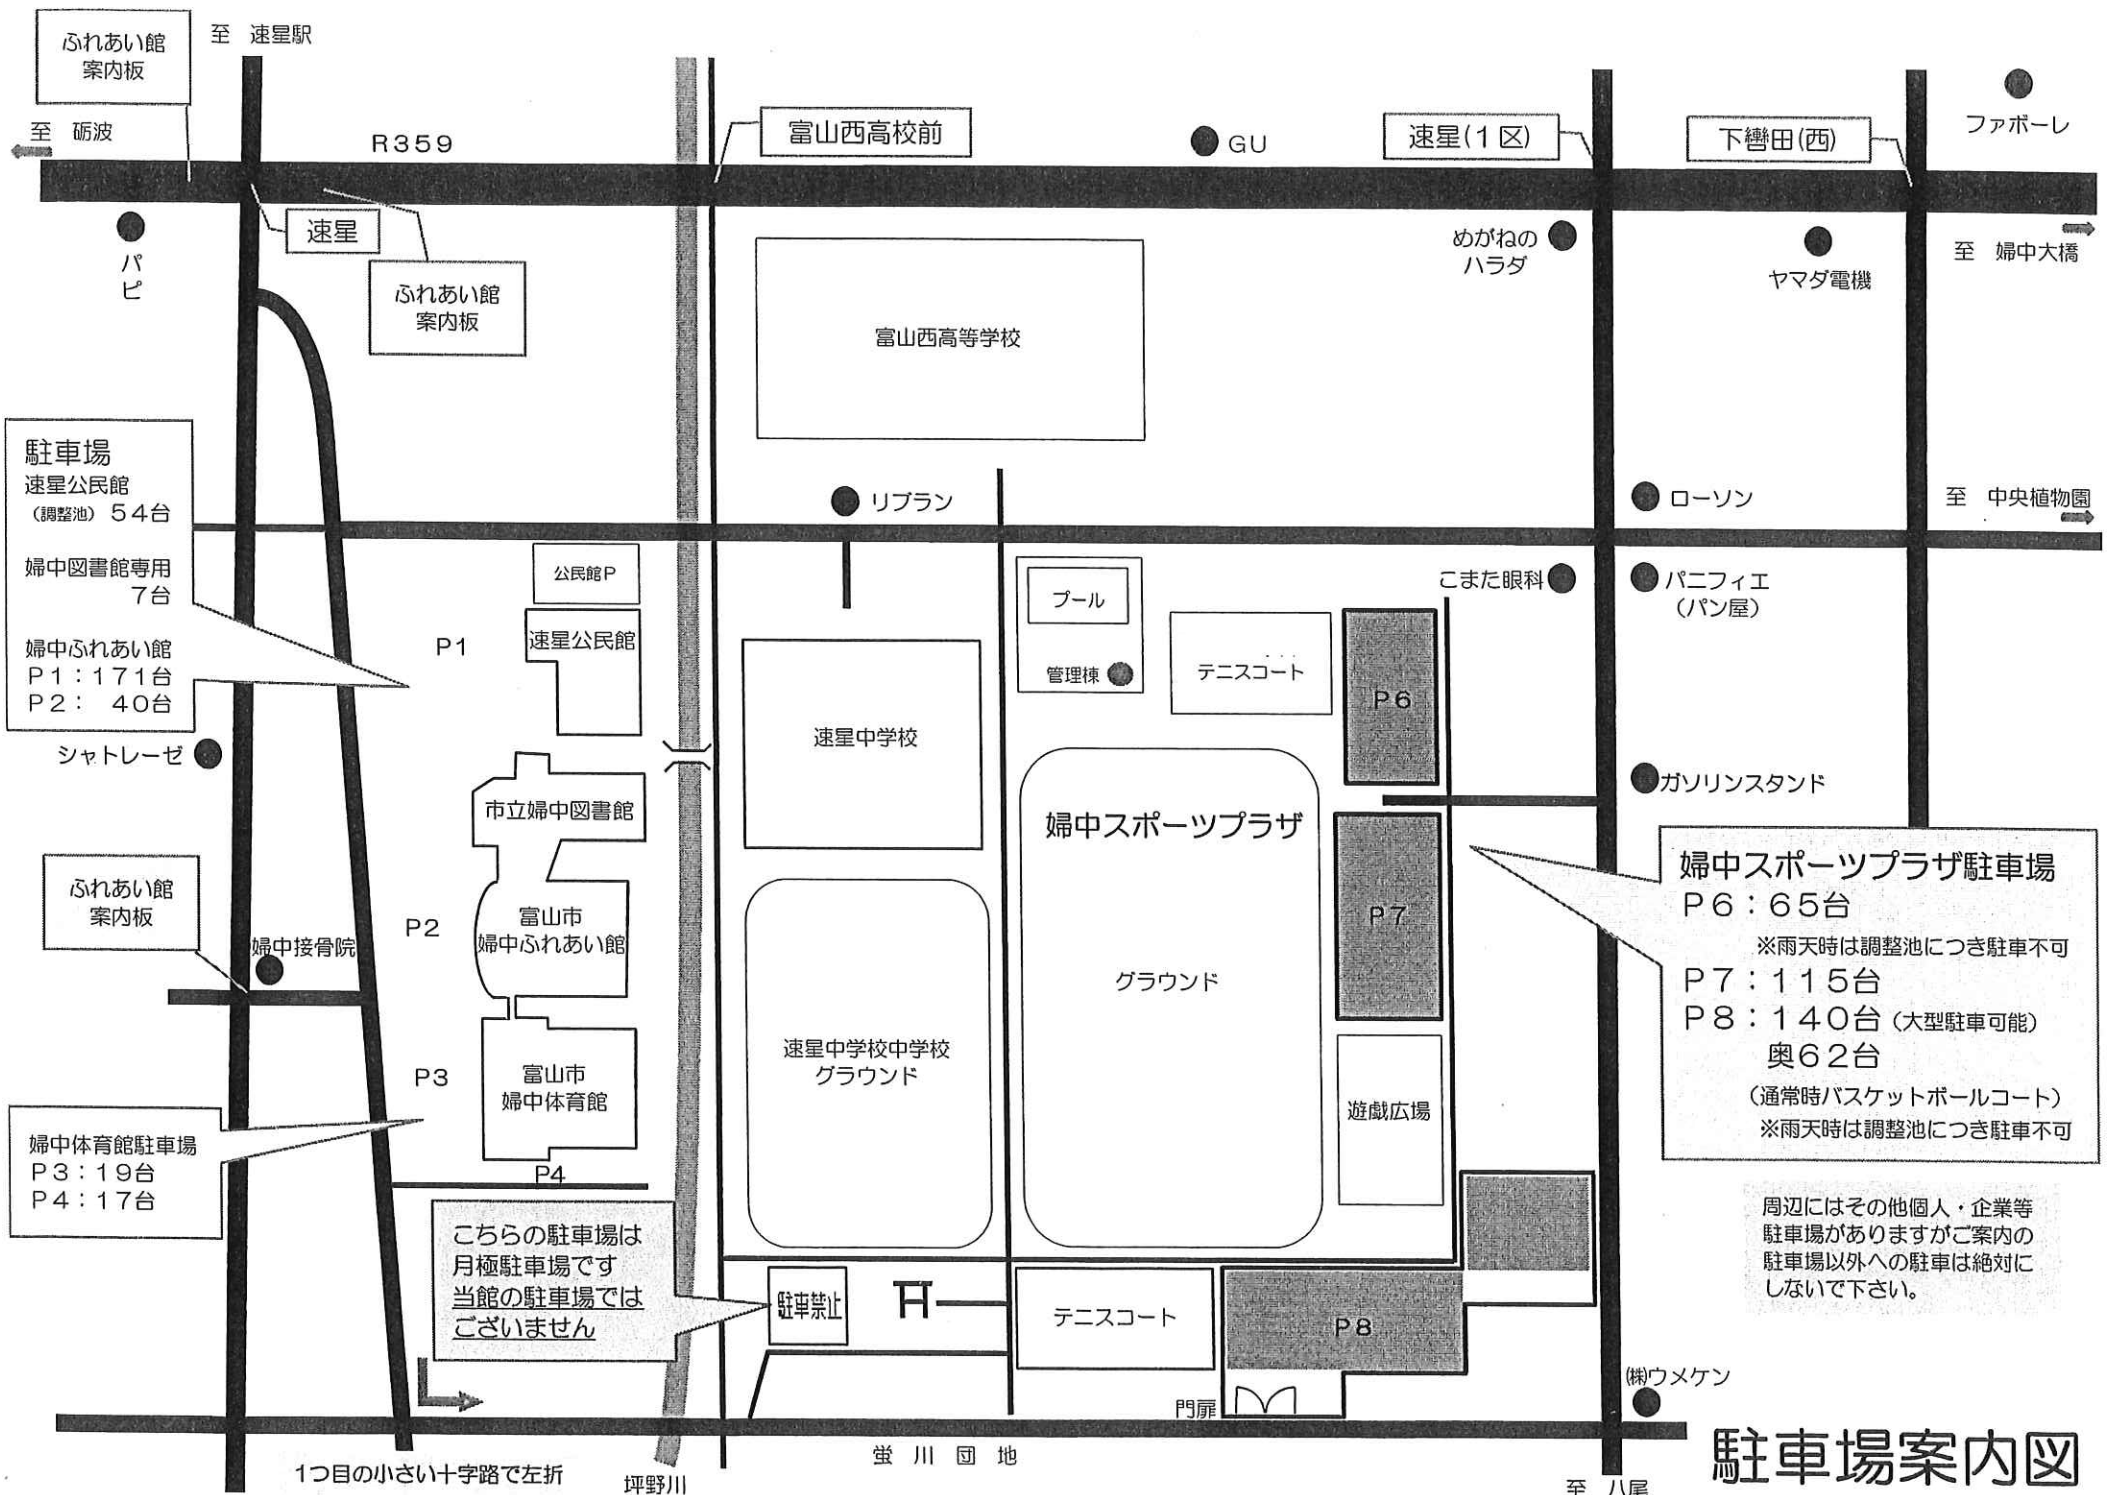 ふれあい館
案内板
至 速星駅
至 砺波
R359
富山西高校前
GU
速星(1区)
下轡田(西)
ファボーレ
パ
ピ
速星
ふれあい館
案内板
めがねの
ハラダ
ヤマダ電機
至 婦中大橋
富山西高等学校
駐車場
速星公民館
(調整池) 54台
婦中図書館専用
7台
婦中ふれあい館
P1:171台
P2: 40台
リブラン
ローソン
至 中央植物園
公民館P
P1
速星公民館
プール
管理棟
テニスコート
P6
こまた眼科
パニフィエ
(パン屋)
シャトレーゼ
速星中学校
市立婦中図書館
婦中スポーツプラザ
ガソリンスタンド
ふれあい館
案内板
婦中接骨院
P2
富山市
婦中ふれあい館
グラウンド
P7
婦中スポーツプラザ駐車場
P6:65台
※雨天時は調整池につき駐車不可
P7:115台
P8:140台(大型駐車可能)
奥62台
(通常時バスケットボールコート)
※雨天時は調整池につき駐車不可
P3
富山市
婦中体育館
速星中学校中学校
グラウンド
遊戯広場
婦中体育館駐車場
P3:19台
P4:17台
P4
こちらの駐車場は
月極駐車場です
当館の駐車場では
ございません
駐車禁止
テニスコート
P8
周辺にはその他個人・企業等
駐車場がありますがご案内の
駐車場以外への駐車は絶対に
しないで下さい。
門扉
㈱ウメケン
1つ目の小さい十字路で左折
坪野川
蛍川団地
至 八尾
駐車場案内図